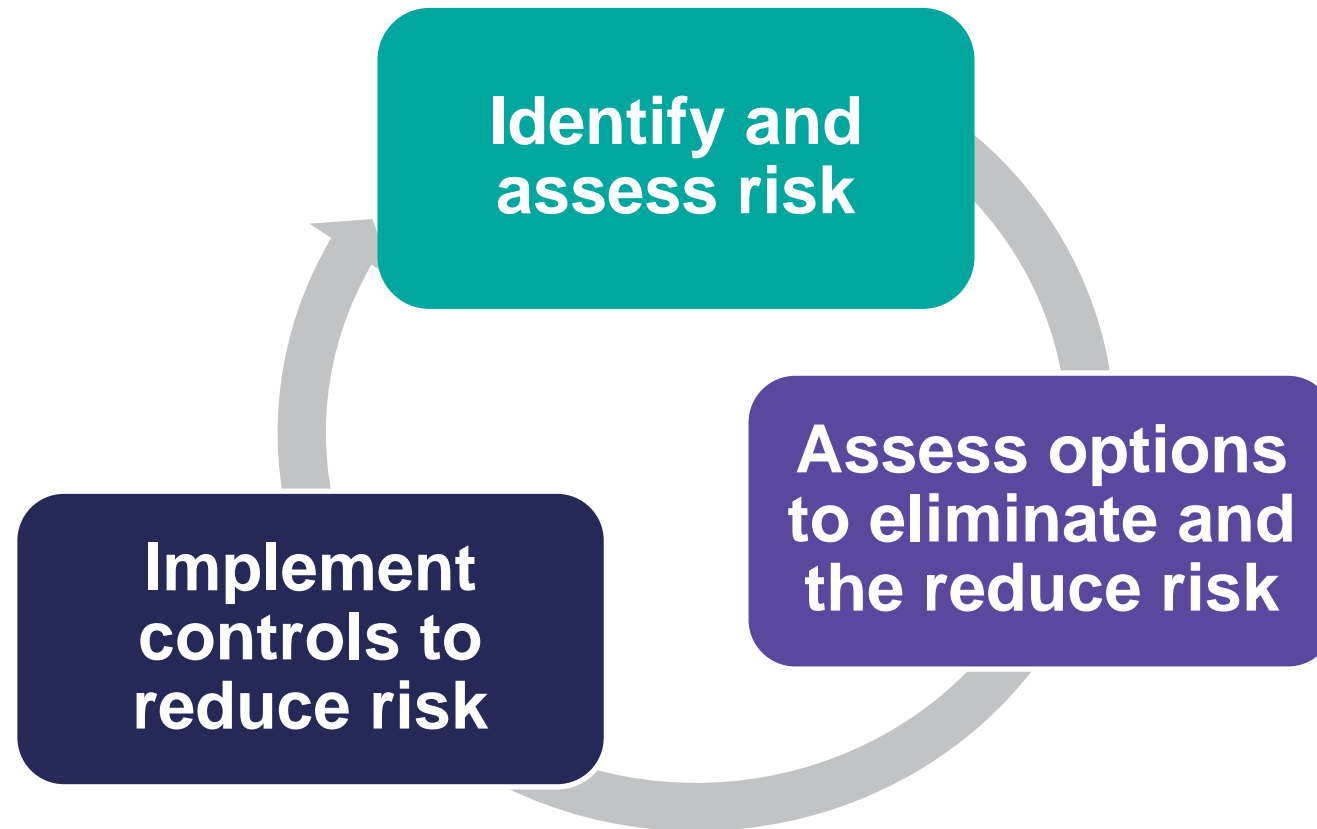 Identify and
assess risk
Assess options
to eliminate and
the reduce risk
Implement
controls to
reduce risk